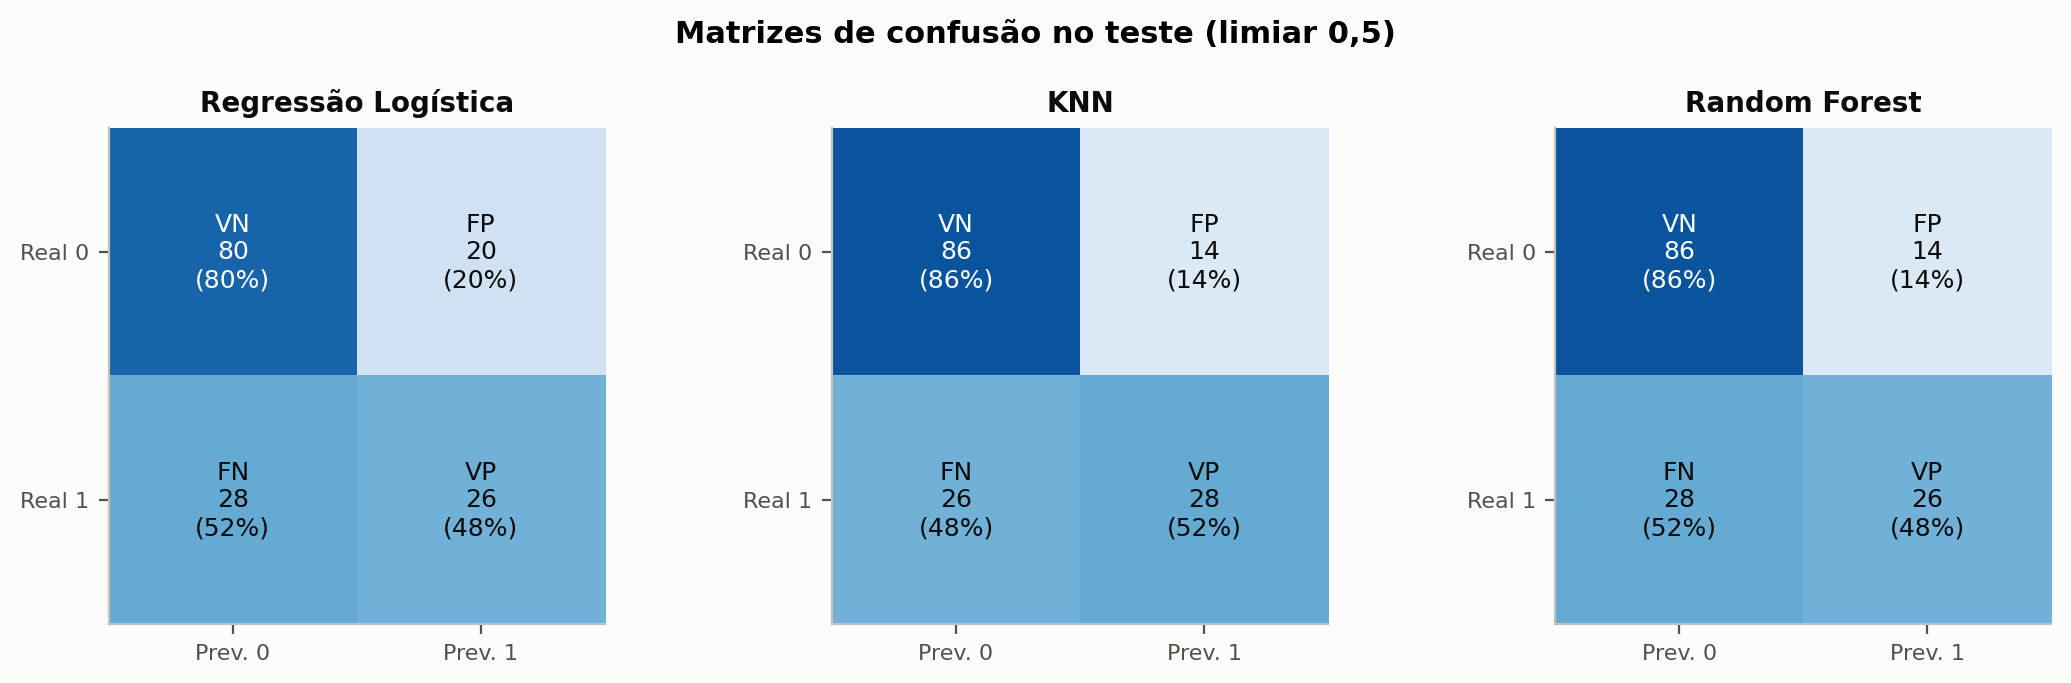 Matrizes de confusão no teste (limiar 0,5)
Regressão Logística
Real 0
VN
80
(80%)
FP
20
(20%)
Real 1
FN
28
(52%)
VP
26
(48%)
Prev. 0
Prev. 1
KNN
Real 0
VN
86
(86%)
FP
14
(14%)
Real 1
FN
26
(48%)
VP
28
(52%)
Prev. 0
Prev. 1
Random Forest
Real 0
VN
86
(86%)
FP
14
(14%)
Real 1
FN
28
(52%)
VP
26
(48%)
Prev. 0
Prev. 1